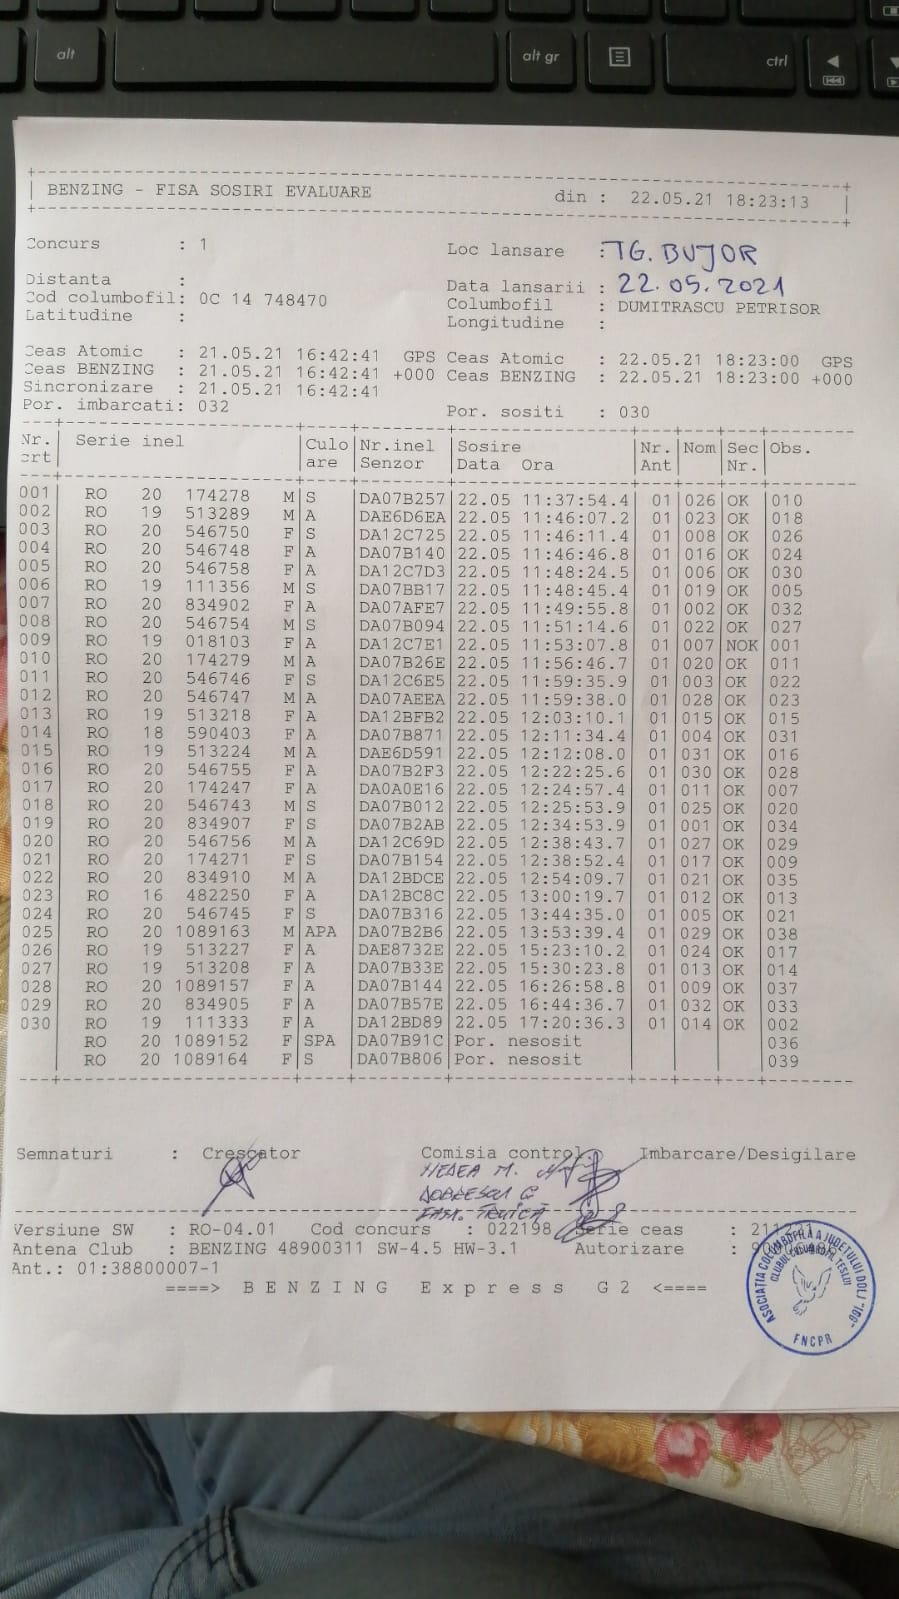 alt
alt gr
ctrl
BENZING - FISA SOSIRI EVALUARE din : 22.05.21 18:23:13
Concurs : 1 Loc lansare : TG. BUJOR
Distanta : Data lansarii : 22.05.2021
Cod columbofil: 0C 14 748470 Columbofil : DUMITRASCU PETRISOR
Latitudine : Longitudine :
Ceas Atomic : 21.05.21 16:42:41 GPS Ceas Atomic : 22.05.21 18:23:00 GPS
Ceas BENZING : 21.05.21 16:42:41 +000 Ceas BENZING : 22.05.21 18:23:00 +000
Sincronizare : 21.05.21 16:42:41
Por. imbarcati: 032 Por. sositi : 030
Nr. Serie inel Culo Nr.inel Sosire Nr. Nom Sec Obs.
crt are Senzor Data Ora Ant Nr.
001 RO 20 174278 M S DA07B257 22.05 11:37:54.4 01 026 OK 010
002 RO 19 513289 M A DAE6D6EA 22.05 11:46:07.2 01 023 OK 018
003 RO 20 546750 F S DA12C725 22.05 11:46:11.4 01 008 OK 026
004 RO 20 546748 F A DA07B140 22.05 11:46:46.8 01 016 OK 024
005 RO 20 546758 F A DA12C7D3 22.05 11:48:24.5 01 006 OK 030
006 RO 19 111356 M S DA07BB17 22.05 11:48:45.4 01 019 OK 005
007 RO 20 834902 F A DA07AFE7 22.05 11:49:55.8 01 002 OK 032
008 RO 20 546754 M S DA07B094 22.05 11:51:14.6 01 022 OK 027
009 RO 19 018103 F A DA12C7E1 22.05 11:53:07.8 01 007 NOK 001
010 RO 20 174279 M A DA07B26E 22.05 11:56:46.7 01 020 OK 011
011 RO 20 546746 F S DA12C6E5 22.05 11:59:35.9 01 003 OK 022
012 RO 20 546747 M A DA07AEEA 22.05 11:59:38.0 01 028 OK 023
013 RO 19 513218 F A DA12BFB2 22.05 12:03:10.1 01 015 OK 015
014 RO 18 590403 F A DA07B871 22.05 12:11:34.4 01 004 OK 031
015 RO 19 513224 M A DAE6D591 22.05 12:12:08.0 01 031 OK 016
016 RO 20 546755 F A DA07B2F3 22.05 12:22:25.6 01 030 OK 028
017 RO 20 174247 F A DA0A0E16 22.05 12:24:57.4 01 011 OK 007
018 RO 20 546743 M S DA07B012 22.05 12:25:53.9 01 025 OK 020
019 RO 20 834907 F S DA07B2AB 22.05 12:34:53.9 01 001 OK 034
020 RO 20 546756 M A DA12C69D 22.05 12:38:43.7 01 027 OK 029
021 RO 20 174271 F S DA07B154 22.05 12:38:52.4 01 017 OK 009
022 RO 20 834910 M A DA12BDCE 22.05 12:54:09.7 01 021 OK 035
023 RO 16 482250 F A DA12BC8C 22.05 13:00:19.7 01 012 OK 013
024 RO 20 546745 F S DA07B316 22.05 13:44:35.0 01 005 OK 021
025 RO 20 1089163 M APA DA07B2B6 22.05 13:53:39.4 01 029 OK 038
026 RO 19 513227 F A DAE8732E 22.05 15:23:10.2 01 024 OK 017
027 RO 19 513208 F A DA07B33E 22.05 15:30:23.8 01 013 OK 014
028 RO 20 1089157 F A DA07B144 22.05 16:26:58.8 01 009 OK 037
029 RO 20 834905 F A DA07B57E 22.05 16:44:36.7 01 032 OK 033
030 RO 19 111333 F A DA12BD89 22.05 17:20:36.3 01 014 OK 002
RO 20 1089152 F SPA DA07B91C Por. nesosit 036
RO 20 1089164 F S DA07B806 Por. nesosit 039
Semnaturi : Crescator Comisia control Imbarcare/Desigilare
DOBRESCU C
Versiune SW : RO-04.01 Cod concurs : 022198 Serie ceas :
Antena Club : BENZING 48900311 SW-4.5 HW-3.1 Autorizare :
Ant.: 01:38800007-1
====> BENZING Express G2 <====
ASOCIATIA COLUMBOFILA A JUDETULUI DOLJ
CLUBUL COLUMBOFIL TESLUI
FNCPR